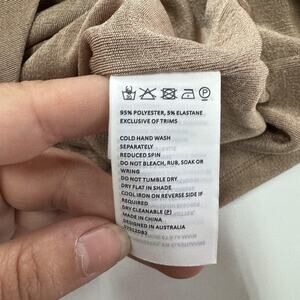 95% POLYESTER, 5% ELASTANE
EXCLUSIVE OF TRIMS
COLD HAND WASH
SEPARATELY
REDUCED SPIN
DO NOT BLEACH, RUB, SOAK OR
WRING
DO NOT TUMBLE DRY.
DRY FLAT IN SHADE
COOL IRON ON REVERSE SIDE IF
REQUIRED
DRY CLEANABLE (P)
MADE IN CHINA
DESIGNED IN AUSTRALIA